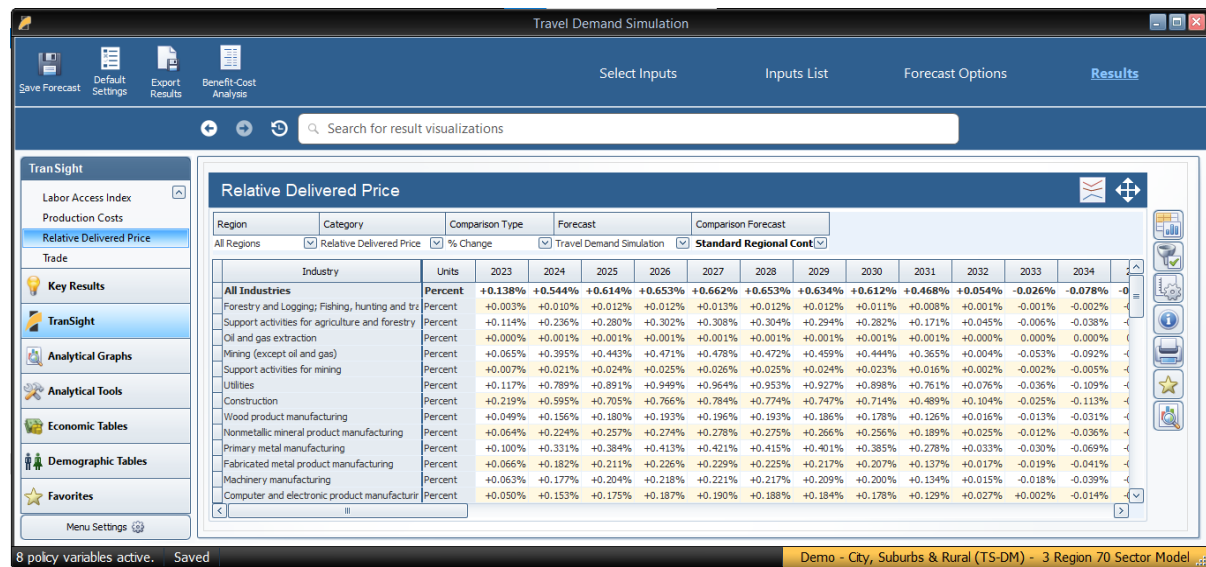 Travel Demand Simulation
Save Forecast
Default Settings
Export Results
Benefit-Cost Analysis
Select Inputs
Inputs List
Forecast Options
Results
Search for result visualizations
TranSight
Labor Access Index
Production Costs
Relative Delivered Price
Trade
Key Results
TranSight
Analytical Graphs
Analytical Tools
Economic Tables
Demographic Tables
Favorites
Menu Settings
Relative Delivered Price
Region Category Comparison Type Forecast Comparison Forecast
All Regions Relative Delivered Price % Change Travel Demand Simulation Standard Regional Cont
Industry Units 2023 2024 2025 2026 2027 2028 2029 2030 2031 2032 2033 2034
All Industries Percent +0.138% +0.544% +0.614% +0.653% +0.662% +0.653% +0.634% +0.612% +0.468% +0.054% -0.026% -0.078% -0
Forestry and Logging; Fishing, hunting and tra Percent +0.003% +0.010% +0.012% +0.012% +0.013% +0.012% +0.012% +0.011% +0.008% +0.001% -0.001% -0.002%
Support activities for agriculture and forestry Percent +0.114% +0.236% +0.280% +0.302% +0.308% +0.304% +0.294% +0.282% +0.171% +0.045% -0.006% -0.038%
Oil and gas extraction Percent +0.000% +0.001% +0.001% +0.001% +0.001% +0.001% +0.001% +0.001% +0.001% +0.000% 0.000% 0.000%
Mining (except oil and gas) Percent +0.065% +0.395% +0.443% +0.471% +0.478% +0.472% +0.459% +0.444% +0.365% +0.004% -0.053% -0.092%
Support activities for mining Percent +0.007% +0.021% +0.024% +0.025% +0.026% +0.025% +0.024% +0.023% +0.016% +0.002% -0.002% -0.005%
Utilities Percent +0.117% +0.789% +0.891% +0.949% +0.964% +0.953% +0.927% +0.898% +0.761% +0.076% -0.036% -0.109%
Construction Percent +0.219% +0.595% +0.705% +0.766% +0.784% +0.774% +0.747% +0.714% +0.489% +0.104% -0.025% -0.113%
Wood product manufacturing Percent +0.049% +0.156% +0.180% +0.193% +0.196% +0.193% +0.186% +0.178% +0.126% +0.016% -0.013% -0.031%
Nonmetallic mineral product manufacturing Percent +0.064% +0.224% +0.257% +0.274% +0.278% +0.275% +0.266% +0.256% +0.189% +0.025% -0.012% -0.036%
Primary metal manufacturing Percent +0.100% +0.331% +0.384% +0.413% +0.421% +0.415% +0.401% +0.385% +0.278% +0.033% -0.030% -0.069%
Fabricated metal product manufacturing Percent +0.066% +0.182% +0.211% +0.226% +0.229% +0.225% +0.217% +0.207% +0.137% +0.017% -0.019% -0.041%
Machinery manufacturing Percent +0.063% +0.177% +0.204% +0.218% +0.221% +0.217% +0.209% +0.200% +0.134% +0.015% -0.018% -0.039%
Computer and electronic product manufacturin Percent +0.050% +0.153% +0.175% +0.187% +0.190% +0.188% +0.184% +0.178% +0.129% +0.027% +0.002% -0.014%
8 policy variables active. Saved
Demo - City, Suburbs & Rural (TS-DM) - 3 Region 70 Sector Model